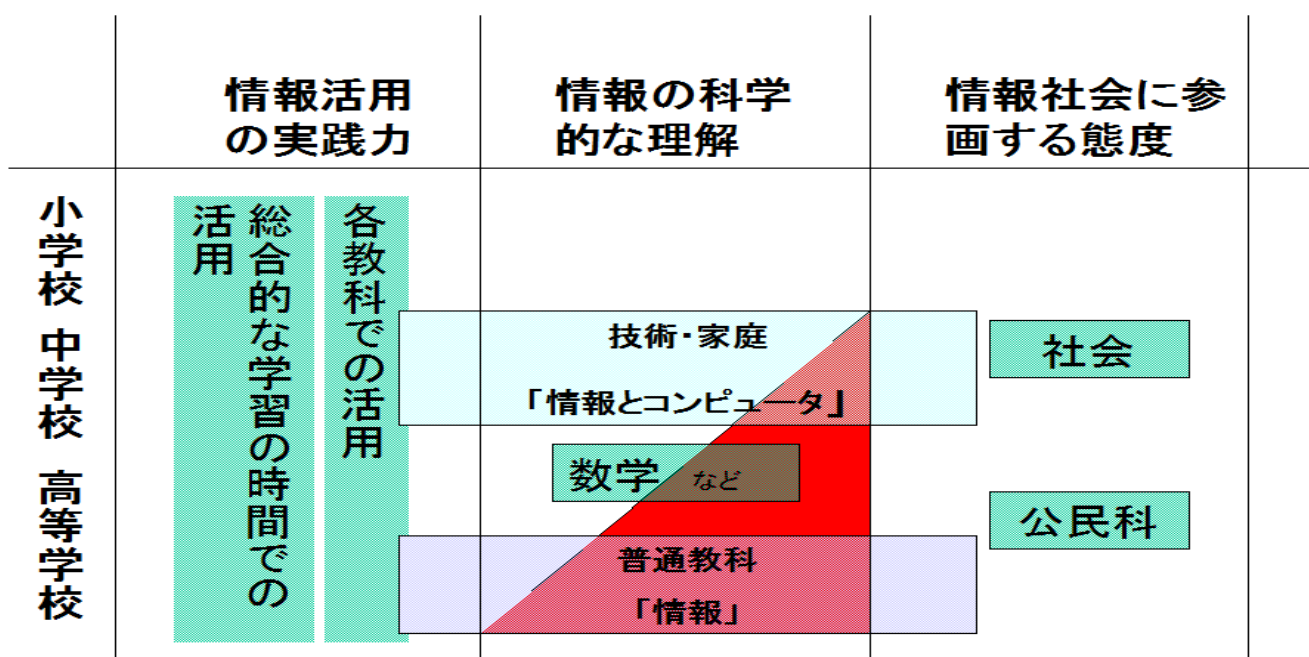 情報活用
の実践力
情報の科学
的な理解
情報社会に参
画する態度
小学校
中学校
高等学校
総合的な学習の時間での
活用
各教科での活用
技術・家庭
「情報とコンピュータ」
数学 など
普通教科
「情報」
社会
公民科